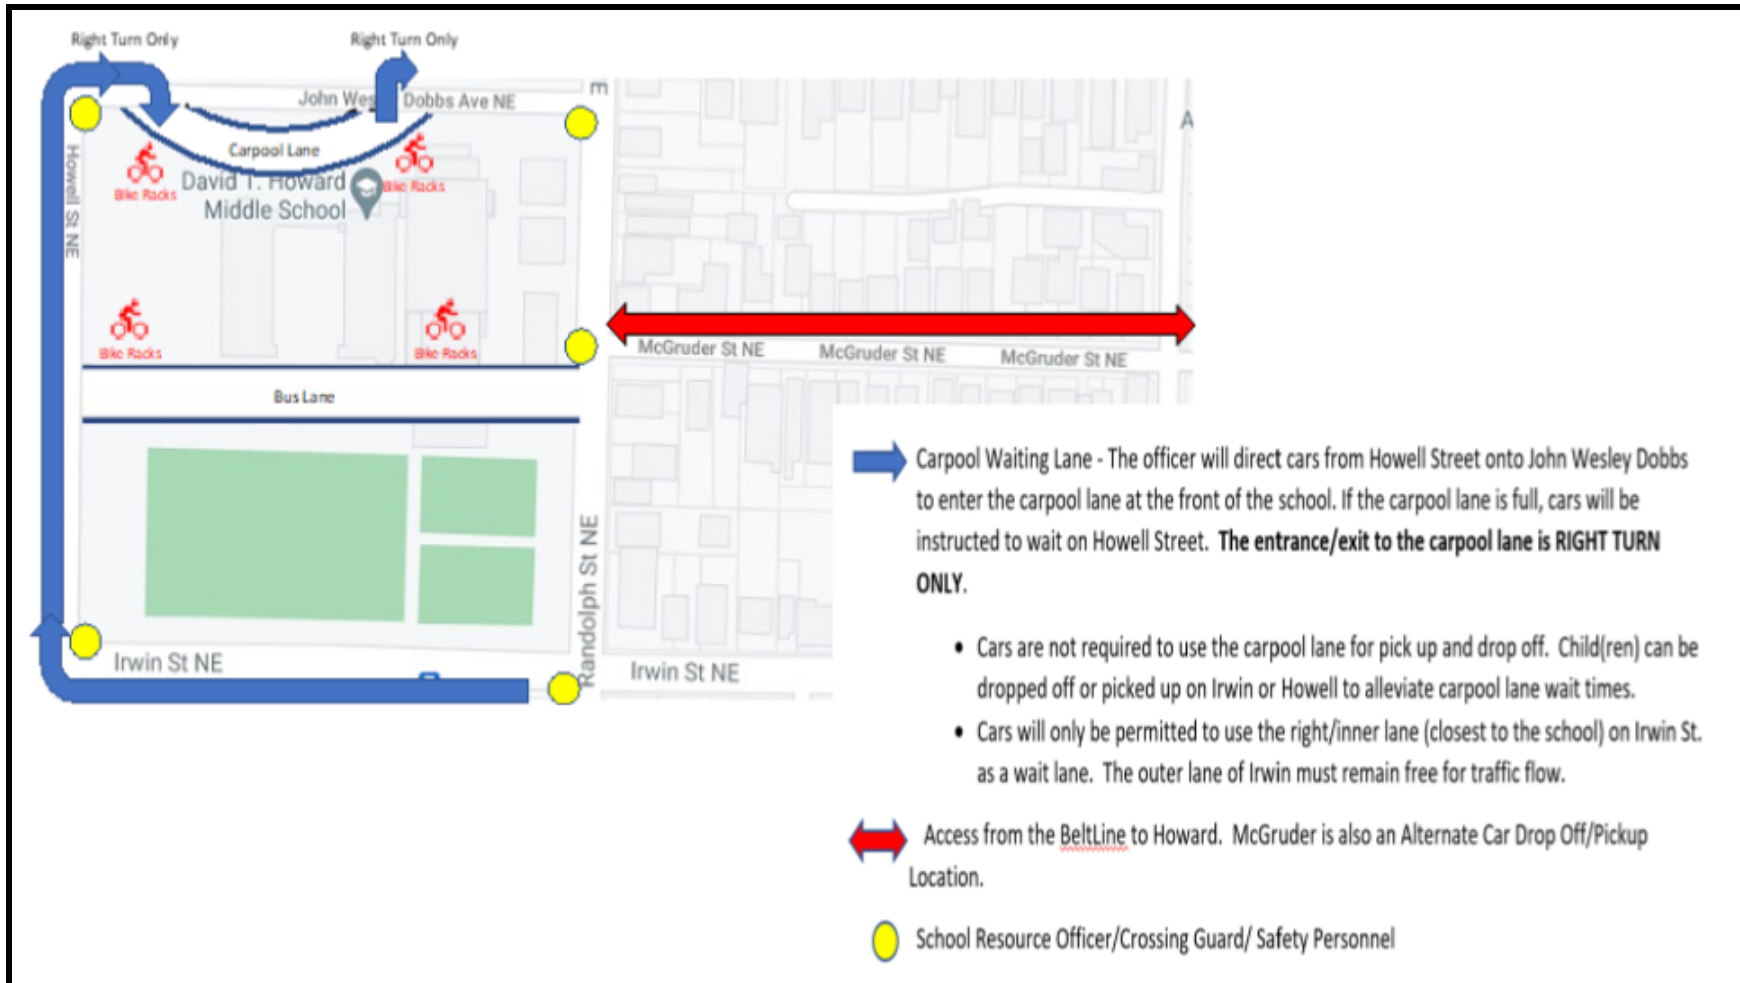 Right Turn Only
Right Turn Only
John Wes Dobbs Ave NE
E
A
Carpool Lane
Howell St NE
Bike Racks
Bike Racks
David T. Howard
Middle School
Bike Racks
Bike Racks
McGruder St NE McGruder St NE McGruder St NE
Bus Lane
Randolph St NE
Irwin St NE
Irwin St NE
Carpool Waiting Lane - The officer will direct cars from Howell Street onto John Wesley Dobbs
to enter the carpool lane at the front of the school. If the carpool lane is full, cars will be
instructed to wait on Howell Street. The entrance/exit to the carpool lane is RIGHT TURN
ONLY.
• Cars are not required to use the carpool lane for pick up and drop off. Child(ren) can be
dropped off or picked up on Irwin or Howell to alleviate carpool lane wait times.
• Cars will only be permitted to use the right/inner lane (closest to the school) on Irwin St.
as a wait lane. The outer lane of Irwin must remain free for traffic flow.
Access from the BeltLine to Howard. McGruder is also an Alternate Car Drop Off/Pickup
Location.
School Resource Officer/Crossing Guard/ Safety Personnel